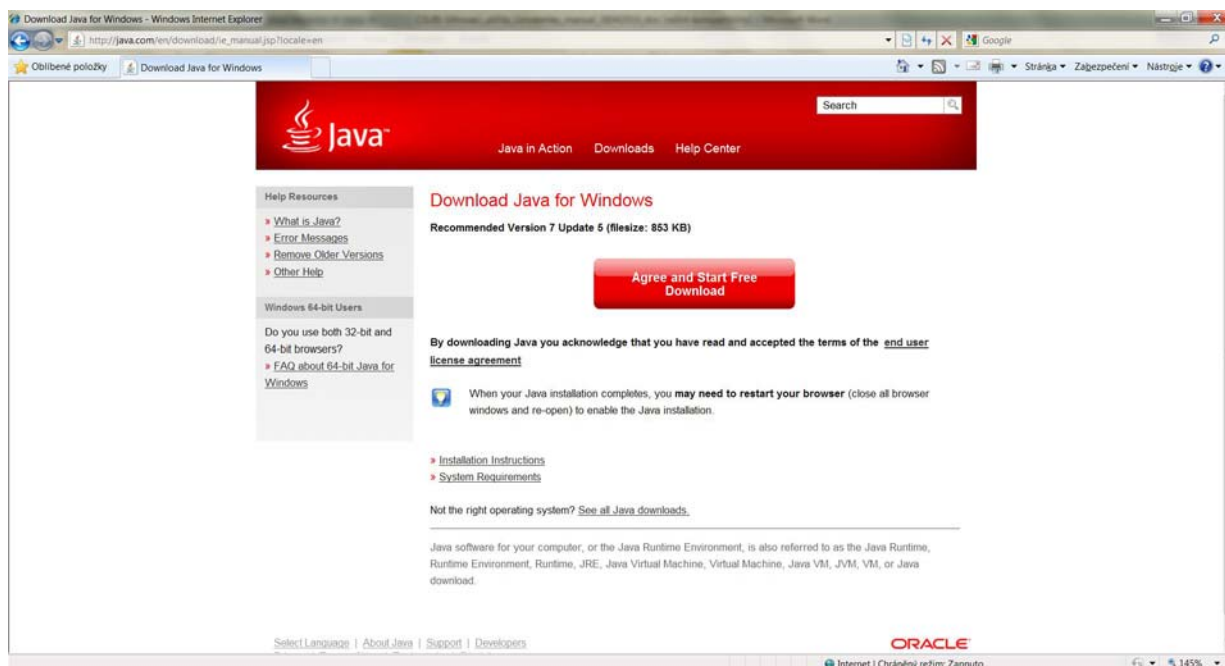 Download Java for Windows - Windows Internet Explorer
http://java.com/en/download/ie_manual.jsp?locale=en
Google
Oblíbené položky
Download Java for Windows
Stránka
Zabezpečení
Nástroje
Java
Search
Java in Action Downloads Help Center
Help Resources
» What is Java?
» Error Messages
» Remove Older Versions
» Other Help
Windows 64-bit Users
Do you use both 32-bit and
64-bit browsers?
» FAQ about 64-bit Java for
Windows
Download Java for Windows
Recommended Version 7 Update 5 (filesize: 853 KB)
Agree and Start Free
Download
By downloading Java you acknowledge that you have read and accepted the terms of the end user
license agreement
When your Java installation completes, you may need to restart your browser (close all browser
windows and re-open) to enable the Java installation.
» Installation Instructions
» System Requirements
Not the right operating system? See all Java downloads.
Java software for your computer, or the Java Runtime Environment, is also referred to as the Java Runtime,
Runtime Environment, Runtime, JRE, Java Virtual Machine, Virtual Machine, Java VM, JVM, VM, or Java
download.
Select Language | About Java | Support | Developers
ORACLE
Internet | Chráněný režim: Zapnuto
145%